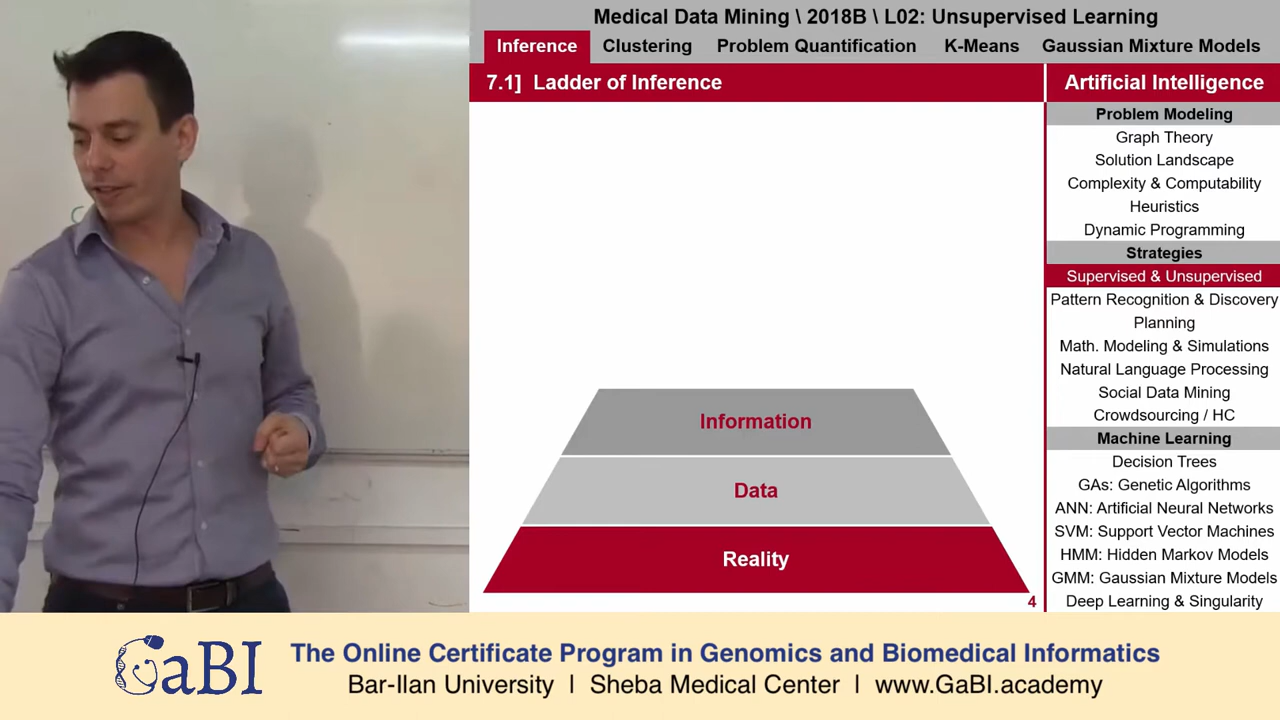 Medical Data Mining \ 2018B \ L02: Unsupervised Learning
Inference Clustering Problem Quantification K-Means Gaussian Mixture Models
7.1] Ladder of Inference
Information
Data
Reality
4
Artificial Intelligence
Problem Modeling
Graph Theory
Solution Landscape
Complexity & Computability
Heuristics
Dynamic Programming
Strategies
Supervised & Unsupervised
Pattern Recognition & Discovery
Planning
Math. Modeling & Simulations
Natural Language Processing
Social Data Mining
Crowdsourcing / HC
Machine Learning
Decision Trees
GAs: Genetic Algorithms
ANN: Artificial Neural Networks
SVM: Support Vector Machines
HMM: Hidden Markov Models
GMM: Gaussian Mixture Models
Deep Learning & Singularity
GaBI
The Online Certificate Program in Genomics and Biomedical Informatics
Bar-Ilan University | Sheba Medical Center | www.GaBI.academy